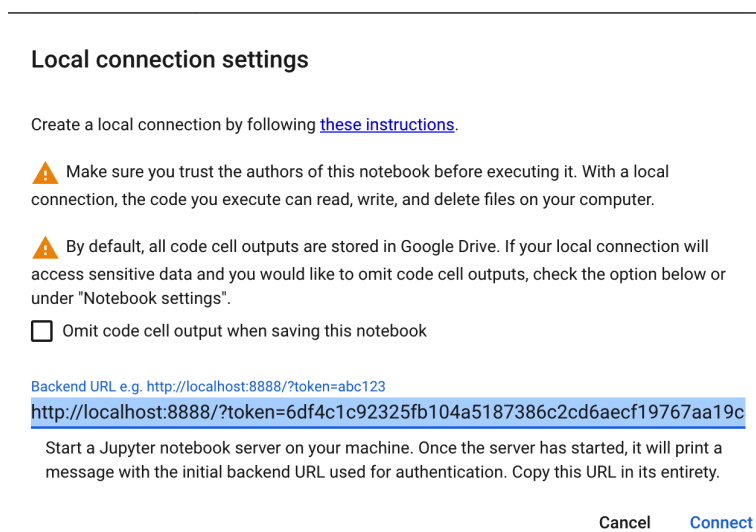 Local connection settings
Create a local connection by following these instructions.
Make sure you trust the authors of this notebook before executing it. With a local
connection, the code you execute can read, write, and delete files on your computer.
By default, all code cell outputs are stored in Google Drive. If your local connection will
access sensitive data and you would like to omit code cell outputs, check the option below or
under "Notebook settings".
Omit code cell output when saving this notebook
Backend URL e.g. http://localhost:8888/?token=abc123
http://localhost:8888/?token=6df4c1c92325fb104a5187386c2cd6aecf19767aa19c
Start a Jupyter notebook server on your machine. Once the server has started, it will print a
message with the initial backend URL used for authentication. Copy this URL in its entirety.
Cancel Connect